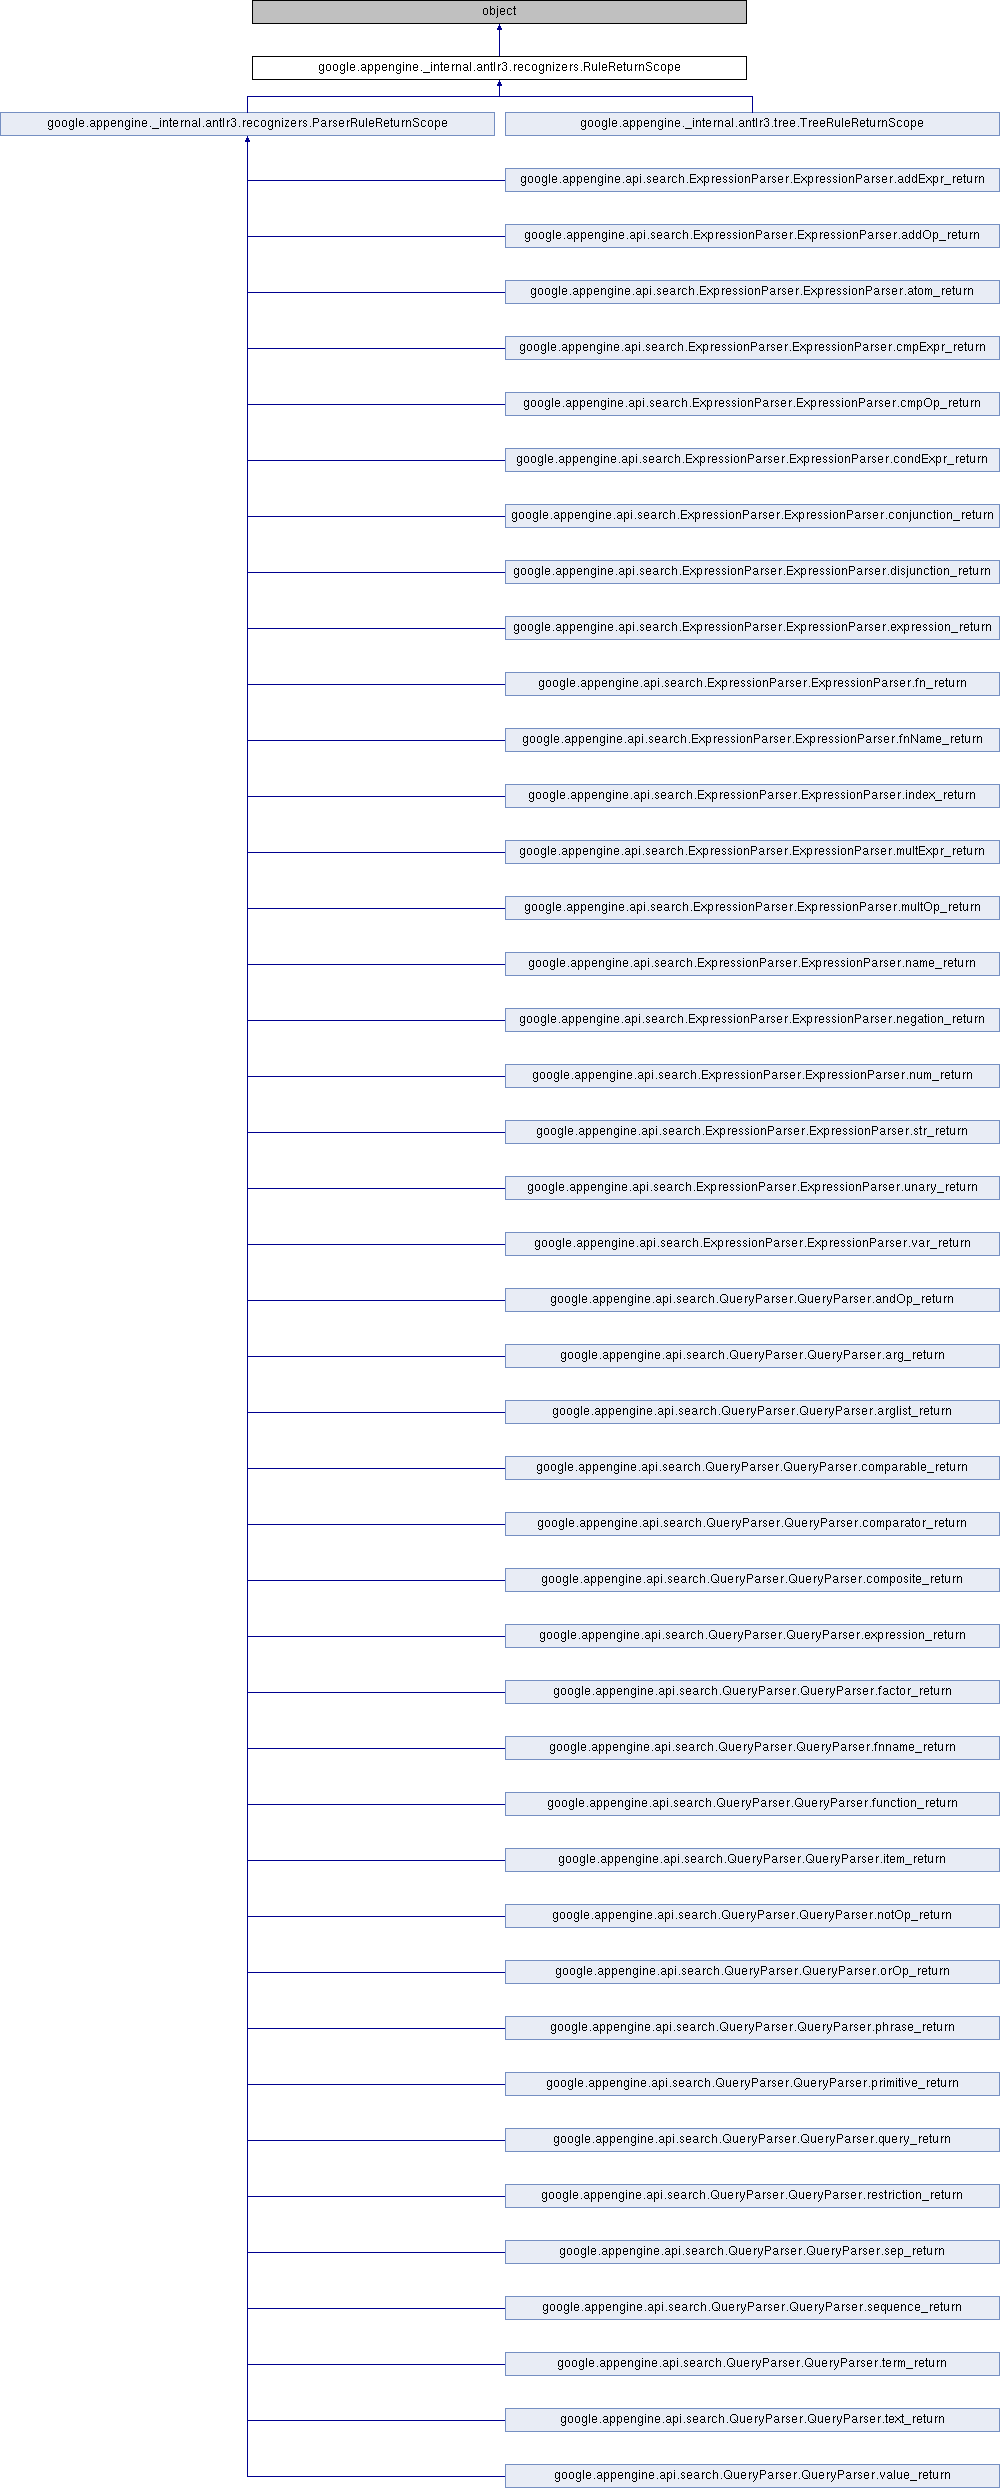 object
google.appengine._internal.antlr3.recognizers.RuleReturnScope
google.appengine._internal.antlr3.recognizers.ParserRuleReturnScope
google.appengine._internal.antlr3.tree.TreeRuleReturnScope
google.appengine.api.search.ExpressionParser.ExpressionParser.addExpr_return
google.appengine.api.search.ExpressionParser.ExpressionParser.addOp_return
google.appengine.api.search.ExpressionParser.ExpressionParser.atom_return
google.appengine.api.search.ExpressionParser.ExpressionParser.cmpExpr_return
google.appengine.api.search.ExpressionParser.ExpressionParser.cmpOp_return
google.appengine.api.search.ExpressionParser.ExpressionParser.condExpr_return
google.appengine.api.search.ExpressionParser.ExpressionParser.conjunction_return
google.appengine.api.search.ExpressionParser.ExpressionParser.disjunction_return
google.appengine.api.search.ExpressionParser.ExpressionParser.expression_return
google.appengine.api.search.ExpressionParser.ExpressionParser.fn_return
google.appengine.api.search.ExpressionParser.ExpressionParser.fnName_return
google.appengine.api.search.ExpressionParser.ExpressionParser.index_return
google.appengine.api.search.ExpressionParser.ExpressionParser.multExpr_return
google.appengine.api.search.ExpressionParser.ExpressionParser.multOp_return
google.appengine.api.search.ExpressionParser.ExpressionParser.name_return
google.appengine.api.search.ExpressionParser.ExpressionParser.negation_return
google.appengine.api.search.ExpressionParser.ExpressionParser.num_return
google.appengine.api.search.ExpressionParser.ExpressionParser.str_return
google.appengine.api.search.ExpressionParser.ExpressionParser.unary_return
google.appengine.api.search.ExpressionParser.ExpressionParser.var_return
google.appengine.api.search.QueryParser.QueryParser.andOp_return
google.appengine.api.search.QueryParser.QueryParser.arg_return
google.appengine.api.search.QueryParser.QueryParser.arglist_return
google.appengine.api.search.QueryParser.QueryParser.comparable_return
google.appengine.api.search.QueryParser.QueryParser.comparator_return
google.appengine.api.search.QueryParser.QueryParser.composite_return
google.appengine.api.search.QueryParser.QueryParser.expression_return
google.appengine.api.search.QueryParser.QueryParser.factor_return
google.appengine.api.search.QueryParser.QueryParser.fnname_return
google.appengine.api.search.QueryParser.QueryParser.function_return
google.appengine.api.search.QueryParser.QueryParser.item_return
google.appengine.api.search.QueryParser.QueryParser.notOp_return
google.appengine.api.search.QueryParser.QueryParser.orOp_return
google.appengine.api.search.QueryParser.QueryParser.phrase_return
google.appengine.api.search.QueryParser.QueryParser.primitive_return
google.appengine.api.search.QueryParser.QueryParser.query_return
google.appengine.api.search.QueryParser.QueryParser.restriction_return
google.appengine.api.search.QueryParser.QueryParser.sep_return
google.appengine.api.search.QueryParser.QueryParser.sequence_return
google.appengine.api.search.QueryParser.QueryParser.term_return
google.appengine.api.search.QueryParser.QueryParser.text_return
google.appengine.api.search.QueryParser.QueryParser.value_return